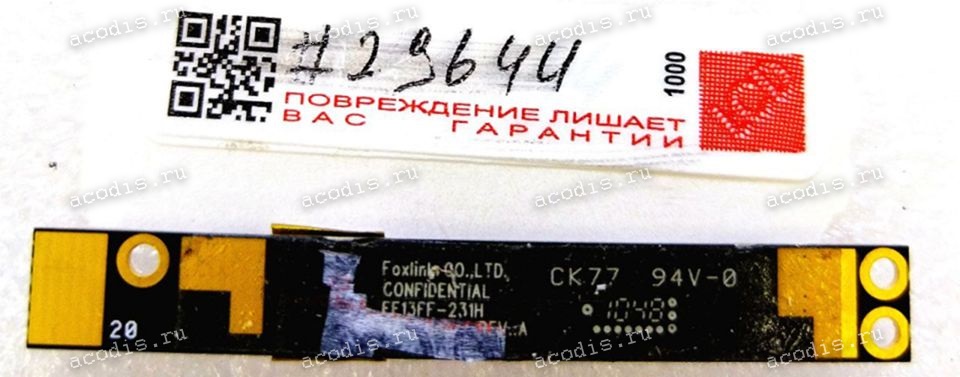 #29644
1000
ПОВРЕЖДЕНИЕ ЛИШАЕТ
ВАС ГАРАНТИИ
Foxlink CO.,LTD.
CONFIDENTIAL
FF13FF-231H
REV:A
CK77 94V-0
1048
20
acodis.ru